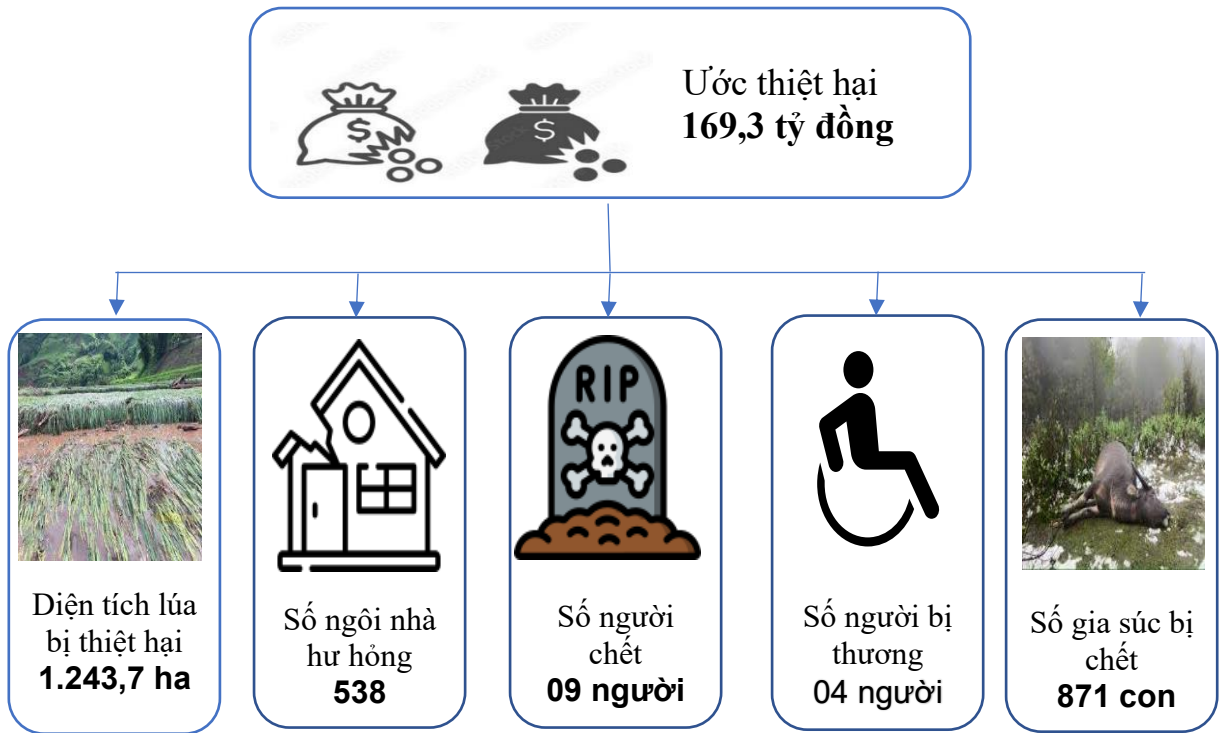 Ước thiệt hại
169,3 tỷ đồng
$
$
RIP
Diện tích lúa
bị thiệt hại
1.243,7 ha
Số ngôi nhà
hư hỏng
538
Số người
chết
09 người
Số người bị
thương
04 người
Số gia súc bị
chết
871 con